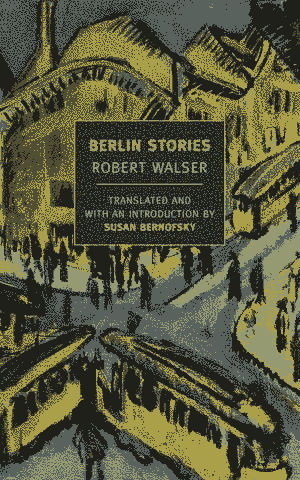 BERLIN STORIES
ROBERT WALSER
TRANSLATED AND
WITH AN INTRODUCTION BY
SUSAN BERNOFSKY